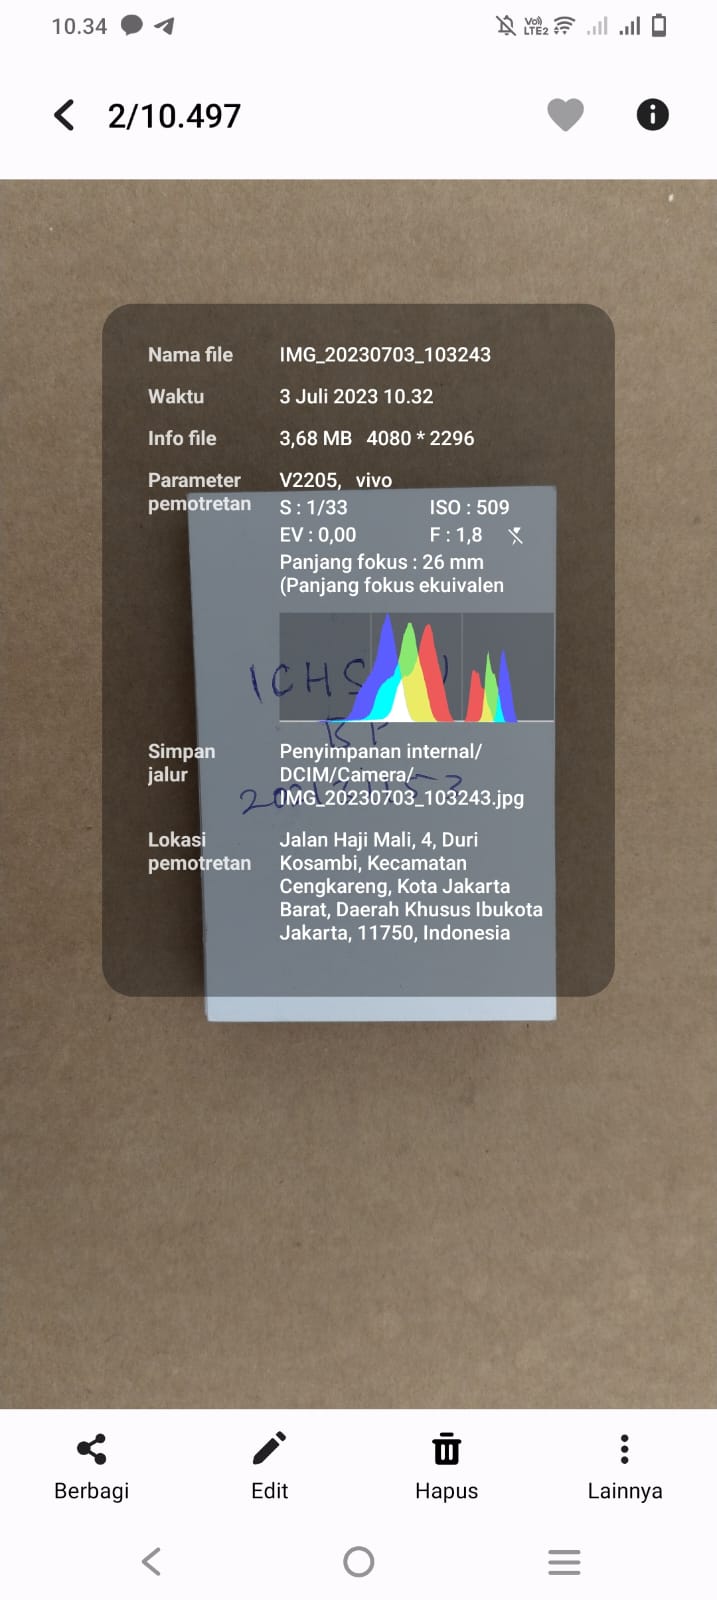 10.34
Vo))
LTE2
2/10.497
Nama file IMG_20230703_103243
Waktu 3 Juli 2023 10.32
Info file 3,68 MB 4080 * 2296
Parameter pemotretan V2205, vivo
S : 1/33 ISO : 509
EV : 0,00 F : 1,8
Panjang fokus : 26 mm
(Panjang fokus ekuivalen
Simpan jalur Penyimpanan internal/
DCIM/Camera/
IMG_20230703_103243.jpg
Lokasi pemotretan Jalan Haji Mali, 4, Duri
Kosambi, Kecamatan
Cengkareng, Kota Jakarta
Barat, Daerah Khusus Ibukota
Jakarta, 11750, Indonesia
Berbagi Edit Hapus Lainnya